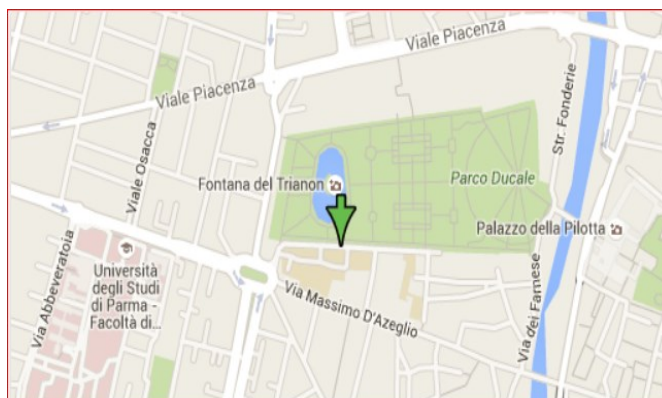 Viale Piacenza
Viale Piacenza
Str. Fonderie
Viale Osacca
Fontana del Trianon
Parco Ducale
Palazzo della Pilotta
Via Abbeveratoia
Università
degli Studi
di Parma -
Facoltà di...
Via Massimo D'Azeglio
Via dei Farnese